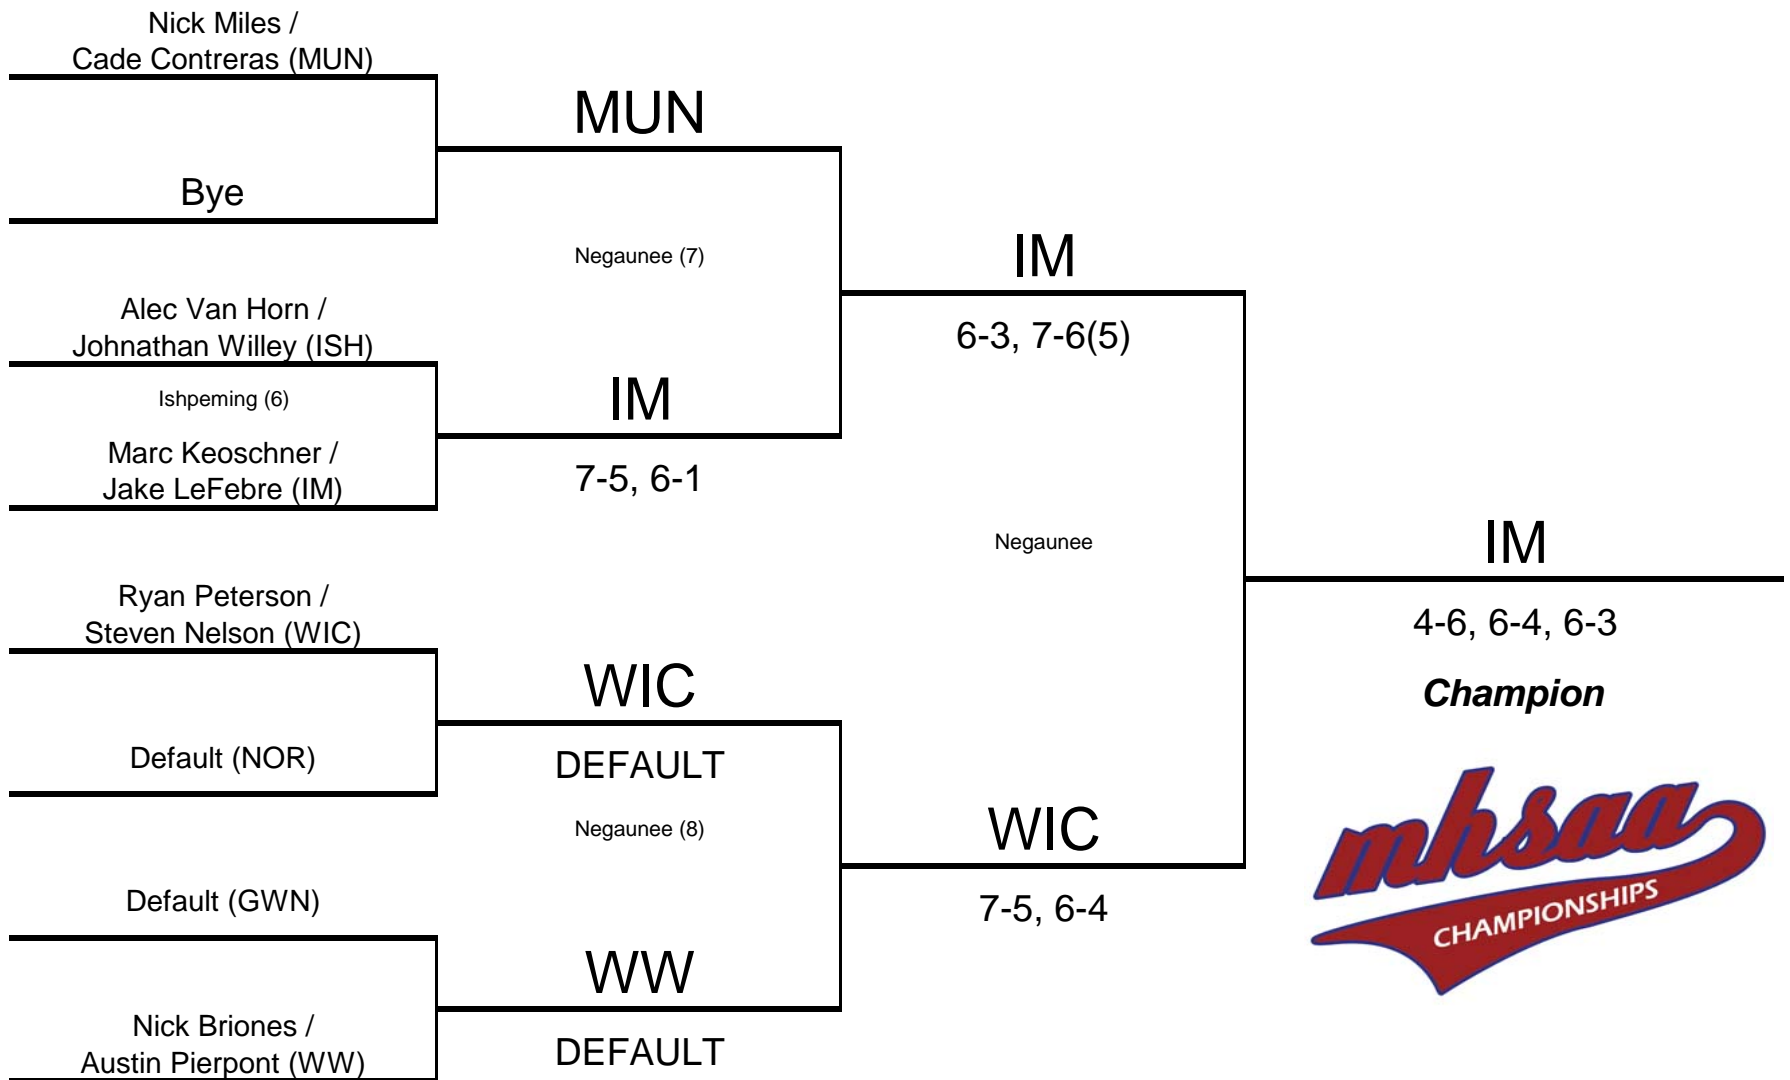 Nick Miles /
Cade Contreras (MUN)
MUN
Bye
Negaunee (7)
IM
Alec Van Horn /
Johnathan Willey (ISH)
6-3, 7-6(5)
Ishpeming (6)
IM
Marc Keoschner /
Jake LeFebre (IM)
7-5, 6-1
Negaunee
IM
Ryan Peterson /
Steven Nelson (WIC)
4-6, 6-4, 6-3
WIC
Champion
Default (NOR)
DEFAULT
Negaunee (8)
WIC
mhsaa
CHAMPIONSHIPS
Default (GWN)
7-5, 6-4
WW
Nick Briones /
Austin Pierpont (WW)
DEFAULT